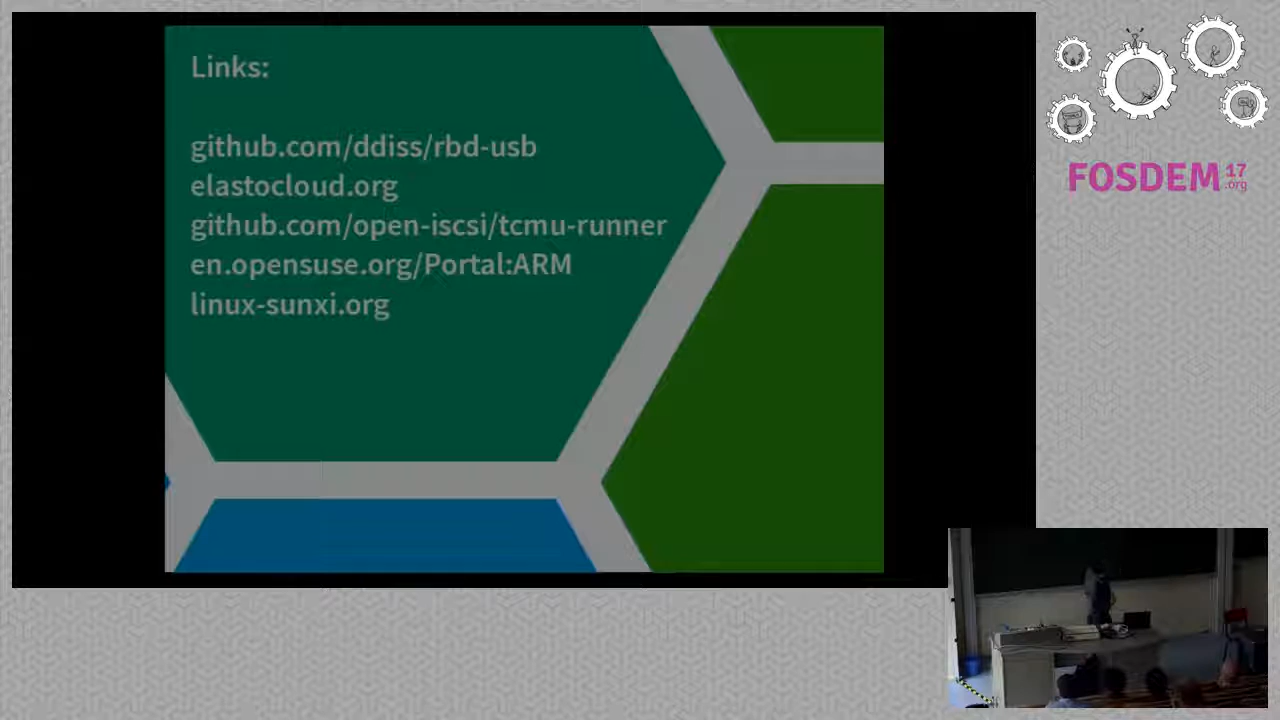 Links:
github.com/ddiss/rbd-usb
elastocloud.org
github.com/open-iscsi/tcmu-runner
en.opensuse.org/Portal:ARM
linux-sunxi.org
FOSDEM 17
.org